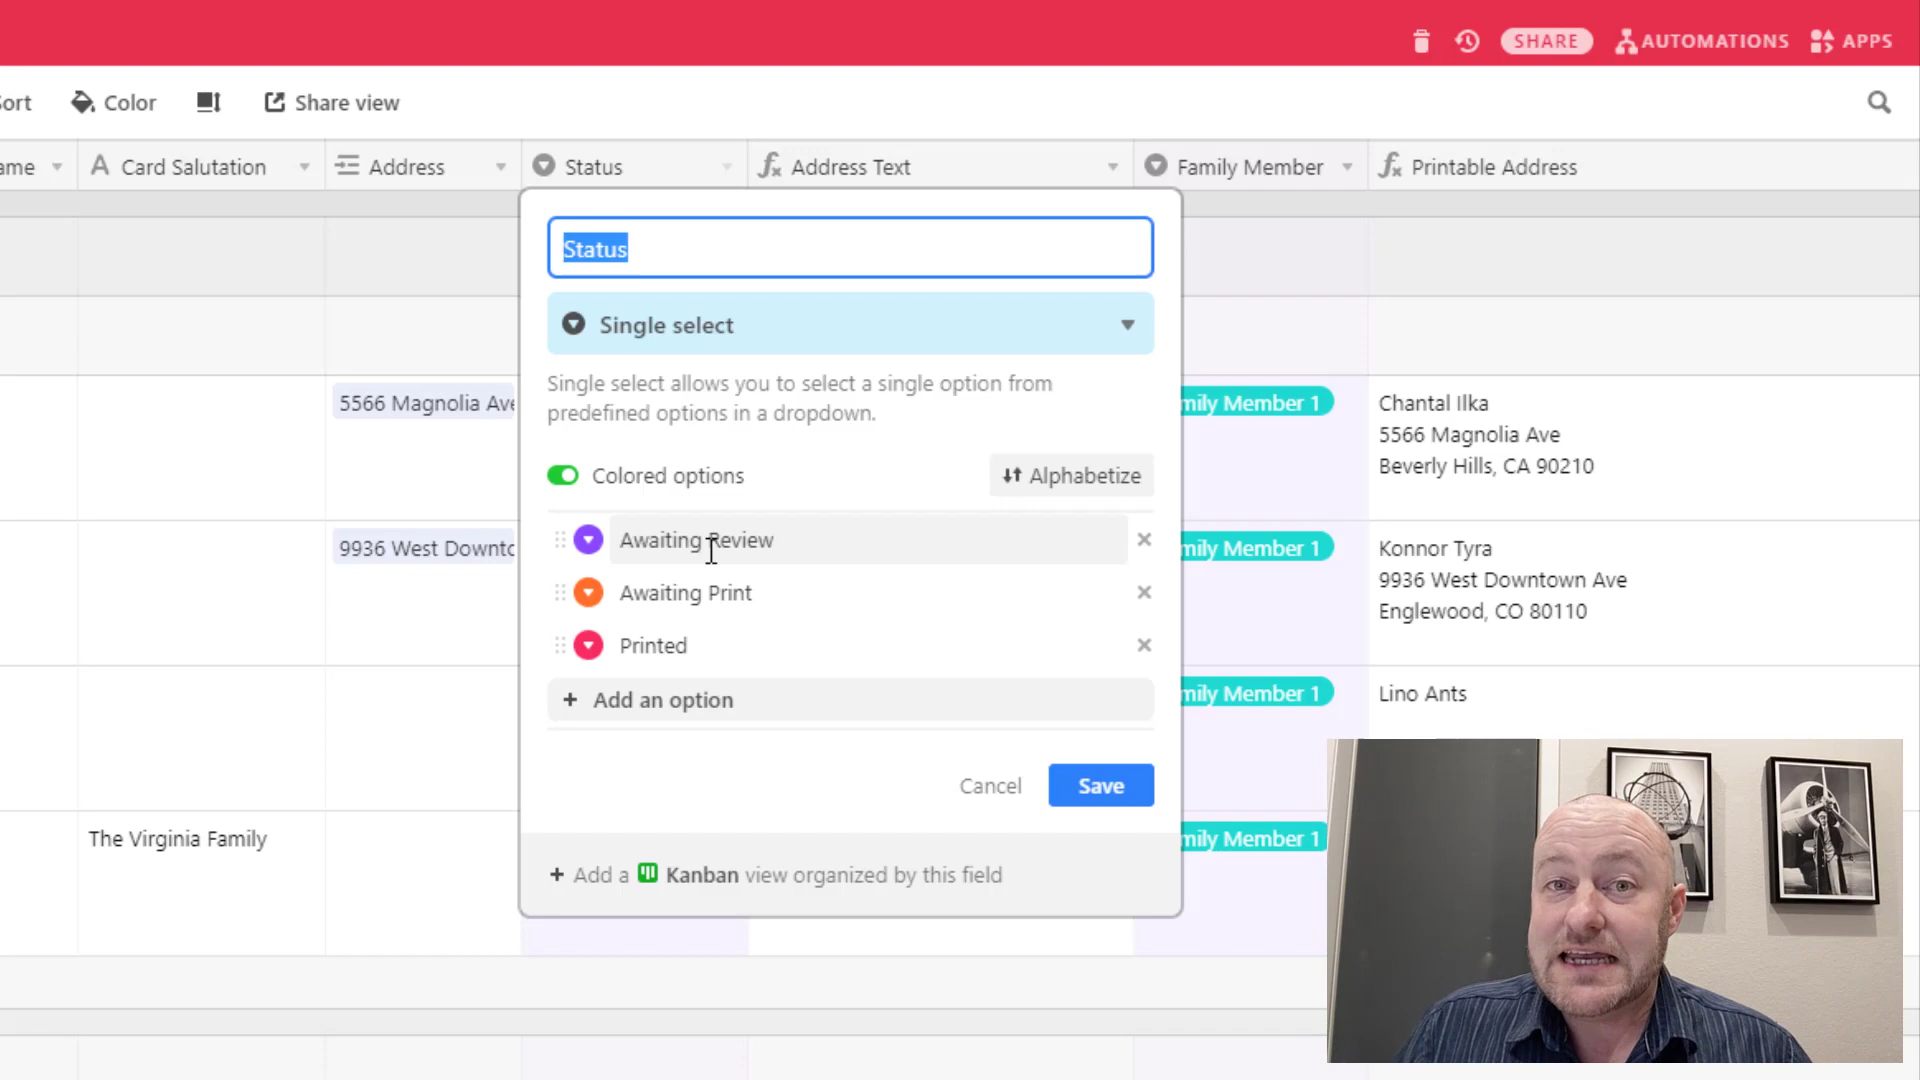 SHARE
AUTOMATIONS
APPS
Sort
Color
Share view
Card Salutation
Address
Status
Address Text
Family Member
Printable Address
Status
Single select
Single select allows you to select a single option from
predefined options in a dropdown.
Colored options
Alphabetize
Awaiting Review
Awaiting Print
Printed
+ Add an option
Cancel
Save
+ Add a Kanban view organized by this field
5566 Magnolia Ave
mily Member 1
Chantal Ilka
5566 Magnolia Ave
Beverly Hills, CA 90210
9936 West Downto
mily Member 1
Konnor Tyra
9936 West Downtown Ave
Englewood, CO 80110
mily Member 1
Lino Ants
The Virginia Family
mily Member 1